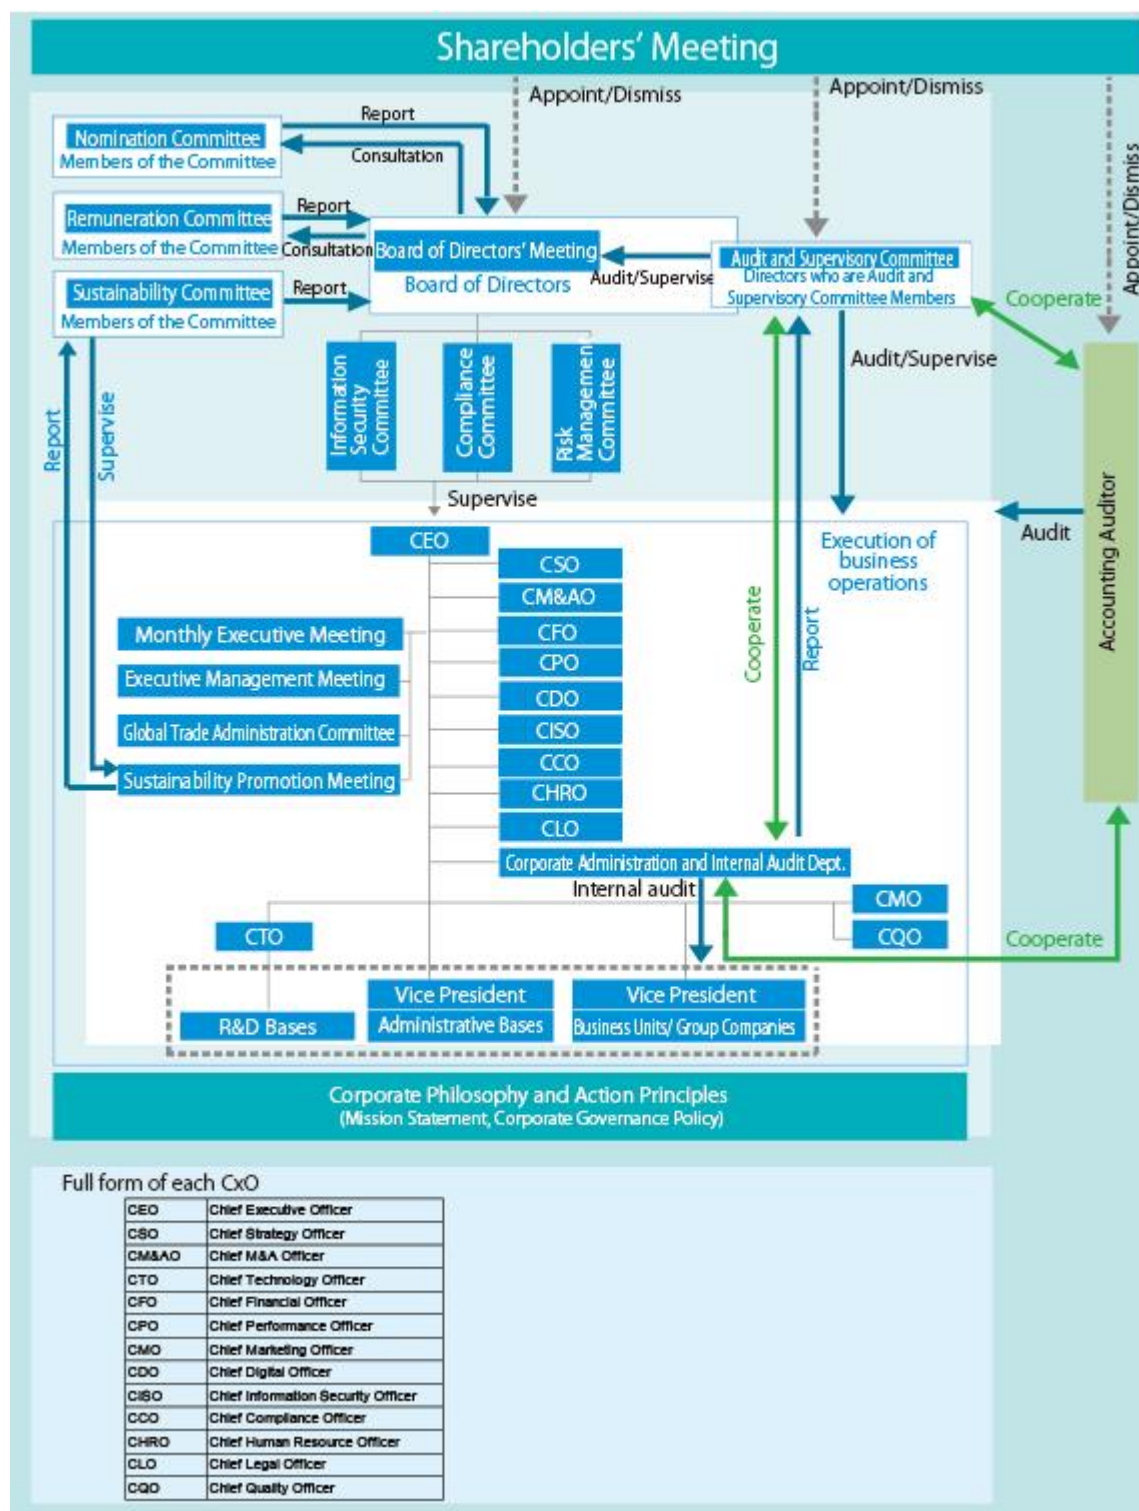 Shareholders' Meeting
Appoint/Dismiss
Appoint/Dismiss
Appoint/Dismiss
Report
Nomination Committee
Members of the Committee
Consultation
Report
Remuneration Committee
Members of the Committee
Consultation
Board of Directors' Meeting
Board of Directors
Audit/Supervise
Audit and Supervisory Committee
Directors who are Audit and
Supervisory Committee Members
Sustainability Committee
Members of the Committee
Report
Cooperate
Audit/Supervise
Report
Supervise
Information
Security
Committee
Compliance
Committee
Risk
Management
Committee
Supervise
Accounting Auditor
Audit
Execution of
business
operations
CEO
CSO
CM&AO
CFO
CPO
CDO
CISO
CCO
CHRO
CLO
Monthly Executive Meeting
Executive Management Meeting
Global Trade Administration Committee
Sustainability Promotion Meeting
Cooperate
Report
Corporate Administration and Internal Audit Dept.
Internal audit
CMO
CQO
CTO
Cooperate
R&D Bases
Vice President
Administrative Bases
Vice President
Business Units/ Group Companies
Corporate Philosophy and Action Principles
(Mission Statement, Corporate Governance Policy)
Full form of each CxO
CEO Chief Executive Officer
CSO Chief Strategy Officer
CM&AO Chief M&A Officer
CTO Chief Technology Officer
CFO Chief Financial Officer
CPO Chief Performance Officer
CMO Chief Marketing Officer
CDO Chief Digital Officer
CISO Chief Information Security Officer
CCO Chief Compliance Officer
CHRO Chief Human Resource Officer
CLO Chief Legal Officer
CQO Chief Quality Officer